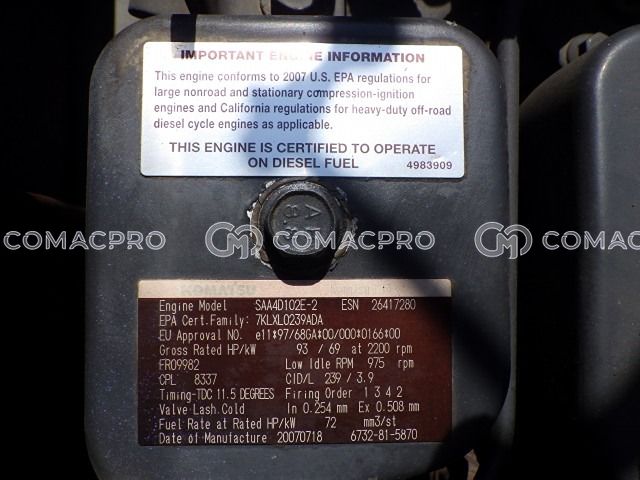 IMPORTANT ENGINE INFORMATION
This engine conforms to 2007 U.S. EPA regulations for
large nonroad and stationary compression-ignition
engines and California regulations for heavy-duty off-road
diesel cycle engines as applicable.
THIS ENGINE IS CERTIFIED TO OPERATE
ON DIESEL FUEL 4983909
COMACPRO COMACPRO COMACPRO
KOMATSU
Engine Model SAA4D102E-2 ESN 26417280
EPA Cert.Family: 7KLXL0239ADA
EU Approval NO. e11*97/68GA*00/000*0166*00
Gross Rated HP/kW 93 / 69 at 2200 rpm
FR09982 Low Idle RPM 975 rpm
CPL 8337 CID/L 239 / 3.9
Timing-TDC 11.5 DEGREES Firing Order 1 3 4 2
Valve Lash Cold In 0.254 mm Ex 0.508 mm
Fuel Rate at Rated HP/kW 72 mm3/st
Date of Manufacture 20070718 6732-81-5870